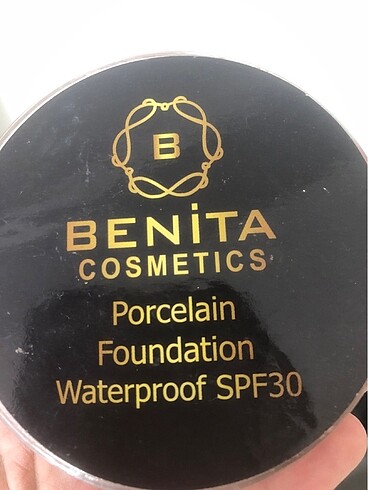 B
BENİTA
COSMETICS
Porcelain
Foundation
Waterproof SPF30